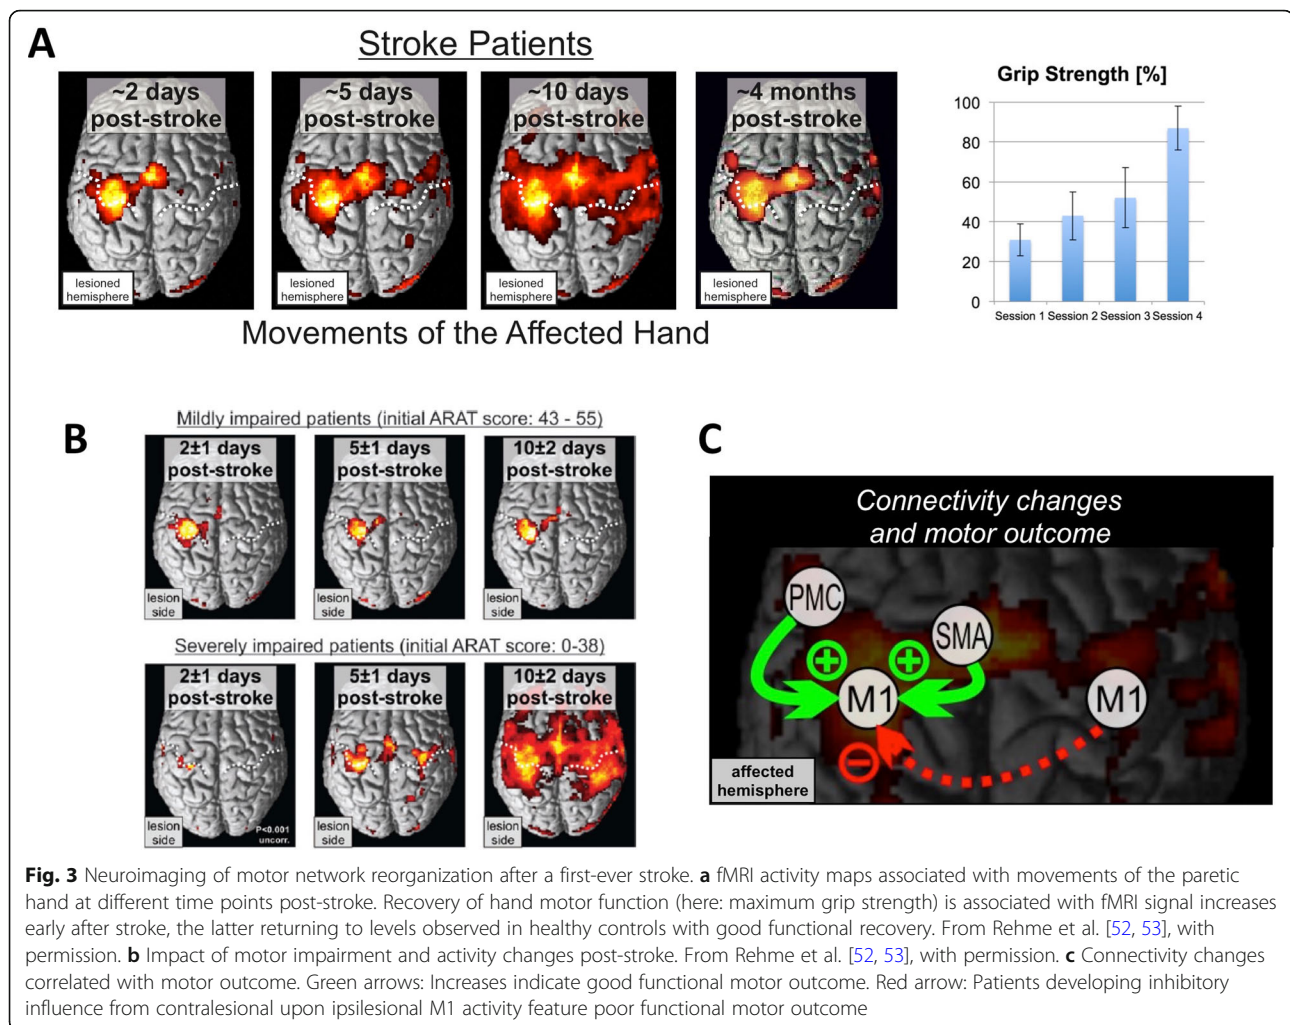 A
Stroke Patients
~2 days
post-stroke
~5 days
post-stroke
~10 days
post-stroke
~4 months
post-stroke
lesioned
hemisphere
lesioned
hemisphere
lesioned
hemisphere
lesioned
hemisphere
Movements of the Affected Hand
Grip Strength [%]
100
80
60
40
20
0
Session 1 Session 2 Session 3 Session 4
B
Mildly impaired patients (initial ARAT score: 43 - 55)
2±1 days
post-stroke
5±1 days
post-stroke
10±2 days
post-stroke
lesion
side
lesion
side
lesion
side
Severely impaired patients (initial ARAT score: 0-38)
2±1 days
post-stroke
5±1 days
post-stroke
10±2 days
post-stroke
lesion
side
P<0.001
uncorr.
lesion
side
lesion
side
C
Connectivity changes
and motor outcome
PMC
SMA
+
+
M1
M1
−
affected
hemisphere
Fig. 3 Neuroimaging of motor network reorganization after a first-ever stroke. a fMRI activity maps associated with movements of the paretic
hand at different time points post-stroke. Recovery of hand motor function (here: maximum grip strength) is associated with fMRI signal increases
early after stroke, the latter returning to levels observed in healthy controls with good functional recovery. From Rehme et al. [52, 53], with
permission. b Impact of motor impairment and activity changes post-stroke. From Rehme et al. [52, 53], with permission. c Connectivity changes
correlated with motor outcome. Green arrows: Increases indicate good functional motor outcome. Red arrow: Patients developing inhibitory
influence from contralesional upon ipsilesional M1 activity feature poor functional motor outcome